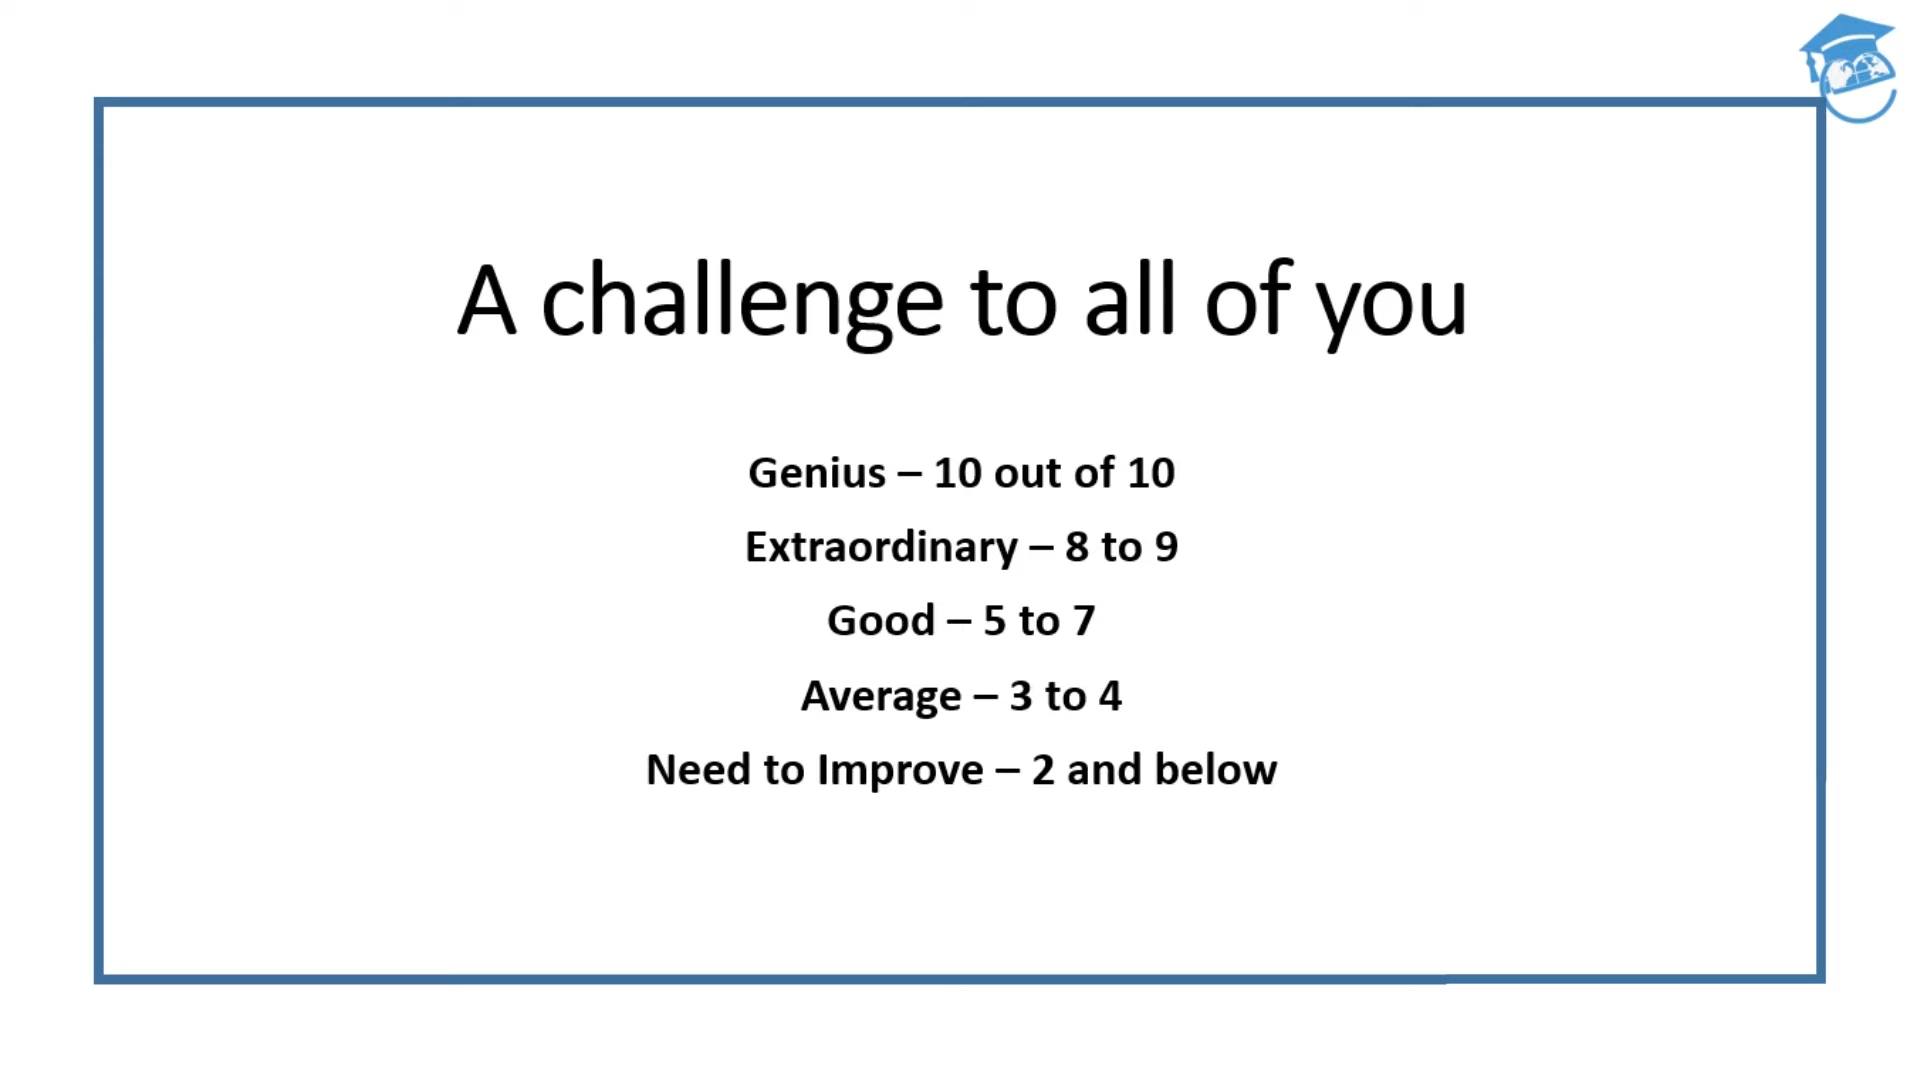 A challenge to all of you
Genius – 10 out of 10
Extraordinary – 8 to 9
Good – 5 to 7
Average – 3 to 4
Need to Improve – 2 and below